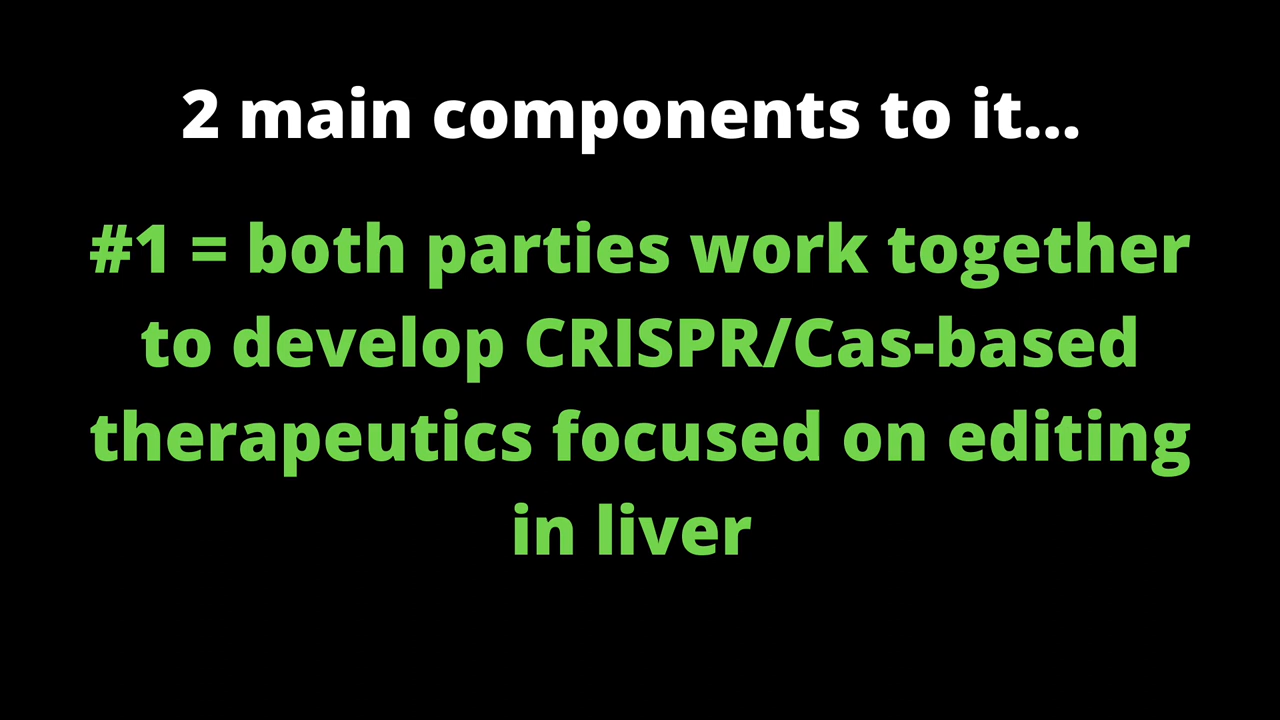 2 main components to it...
#1 = both parties work together
to develop CRISPR/Cas-based
therapeutics focused on editing
in liver